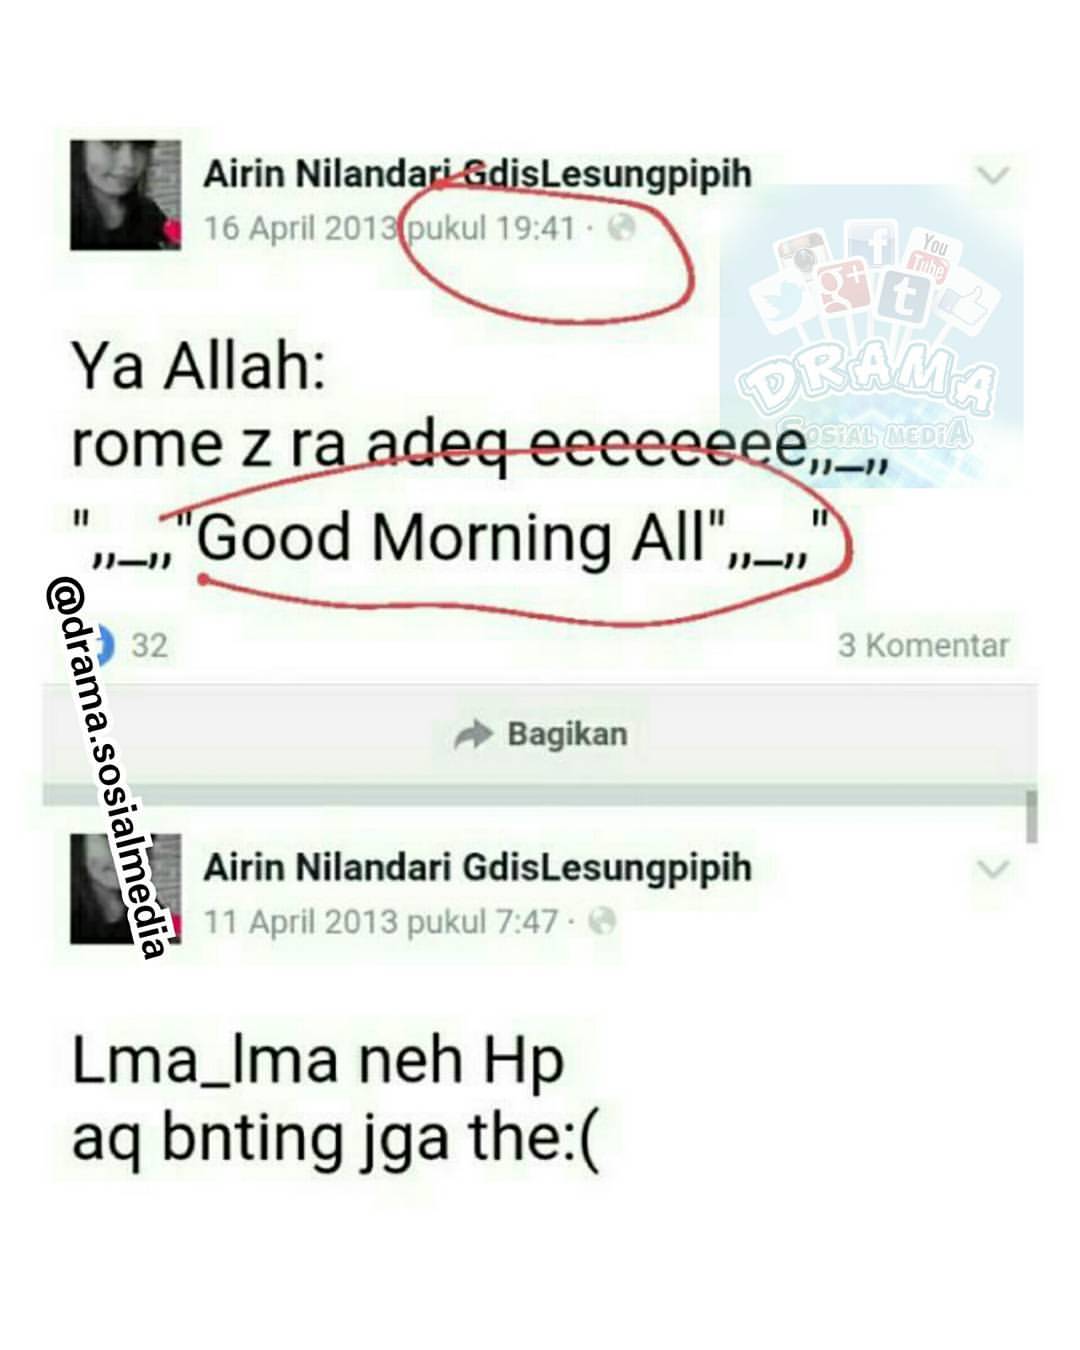 Airin Nilandari GdisLesungpipih
16 April 2013 pukul 19:41 ·
You
Tube
f
g+
t
DRAMA
SOSIAL MEDIA
Ya Allah:
rome z ra adeq eeeeeeee,,_,,
",,_,,"Good Morning All",,_,,"
32
3 Komentar
@drama.sosialmedia
Bagikan
Airin Nilandari GdisLesungpipih
11 April 2013 pukul 7:47 ·
Lma_lma neh Hp
aq bnting jga the:(